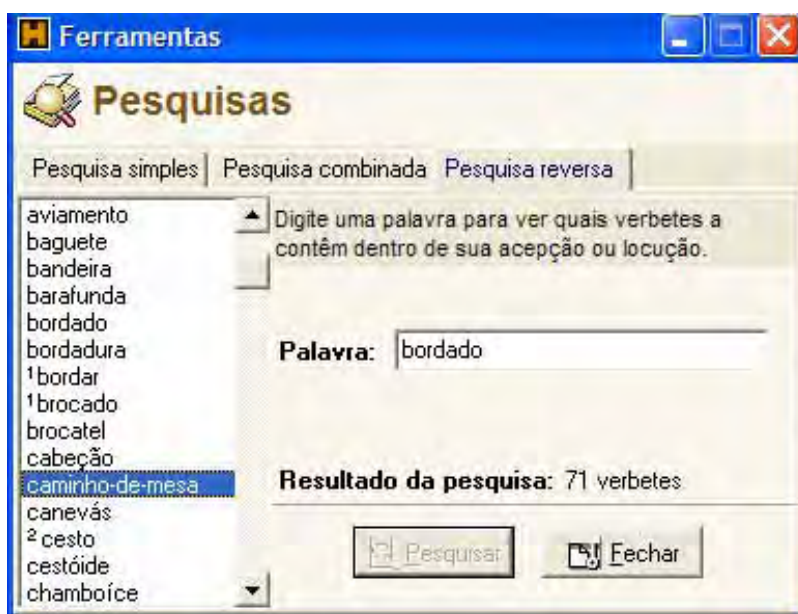 Ferramentas
Pesquisas
Pesquisa simples
Pesquisa combinada
Pesquisa reversa
aviamento
baguete
bandeira
barafunda
bordado
bordadura
¹bordar
¹brocado
brocatel
cabeção
caminho-de-mesa
canevás
² cesto
cestóide
chamboíce
Digite uma palavra para ver quais verbetes a
contêm dentro de sua acepção ou locução.
Palavra: bordado
Resultado da pesquisa: 71 verbetes
Pesquisar
Fechar